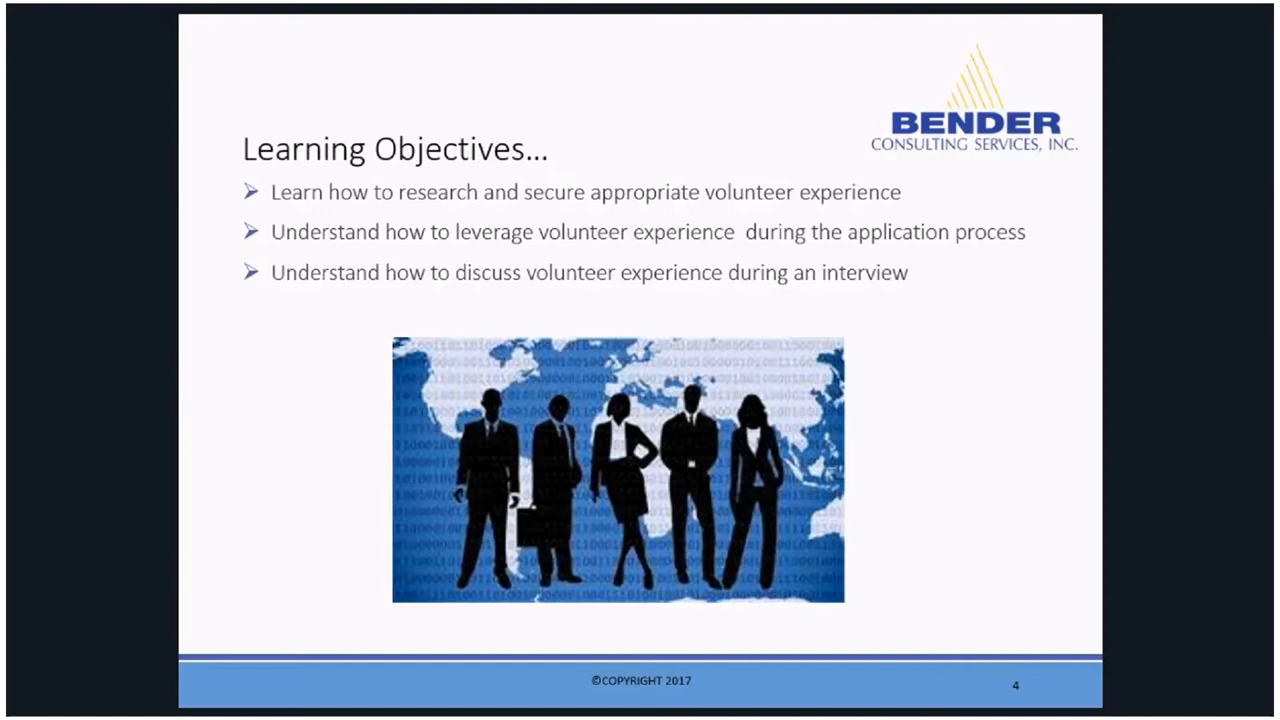 BENDER
CONSULTING SERVICES, INC.
Learning Objectives...
Learn how to research and secure appropriate volunteer experience
Understand how to leverage volunteer experience  during the application process
Understand how to discuss volunteer experience during an interview
©COPYRIGHT 2017
4